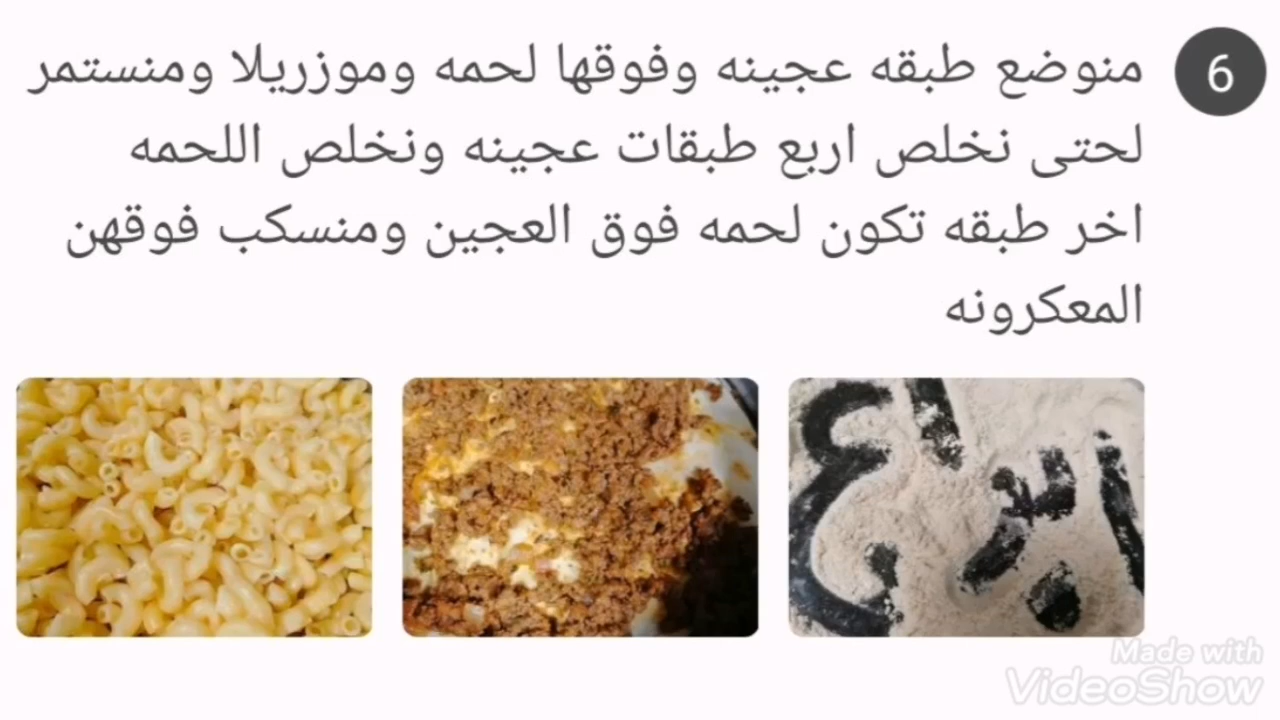 6
منوضع طبقه عجينه وفوقها لحمه وموزريلا ومنستمر
لحتى نخلص اربع طبقات عجينه ونخلص اللحمه
اخر طبقه تكون لحمه فوق العجين ومنسكب فوقهن
المعكرونه
Made with
VideoShow